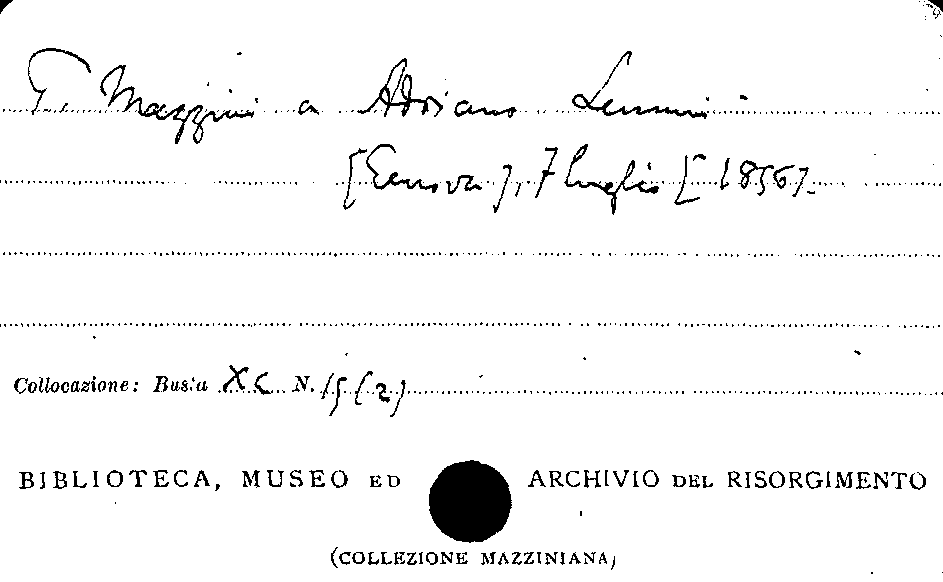 G. Mazzini a Adriano Lemmi
[Genova], 7 luglio [1856].
Collocazione: Busta XC N. 15(2)
BIBLIOTECA, MUSEO ED ARCHIVIO DEL RISORGIMENTO
(COLLEZIONE MAZZINIANA)